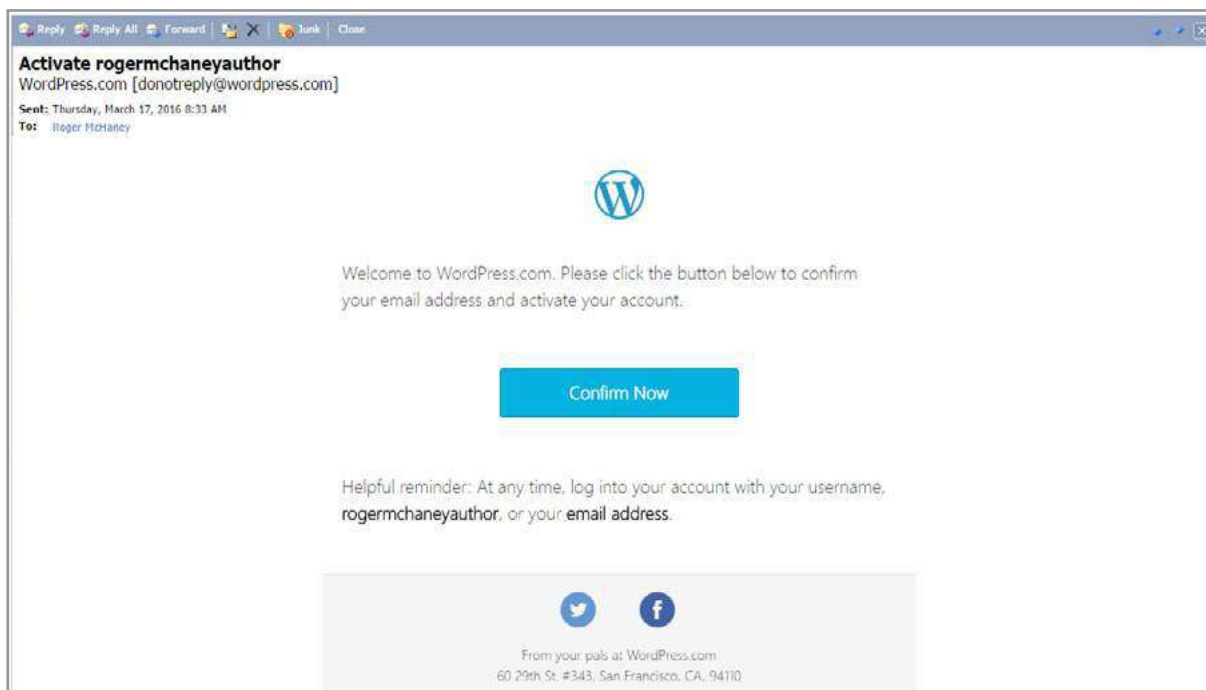 Reply Reply All Forward Junk Close
Activate rogermchaneyauthor
WordPress.com [donotreply@wordpress.com]
Sent: Thursday, March 17, 2016 8:33 AM
To: Roger McHaney
Welcome to WordPress.com. Please click the button below to confirm
your email address and activate your account.
Confirm Now
Helpful reminder: At any time, log into your account with your username,
rogermchaneyauthor, or your email address.
From your pals at WordPress.com
60 29th St. #343, San Francisco, CA, 94110